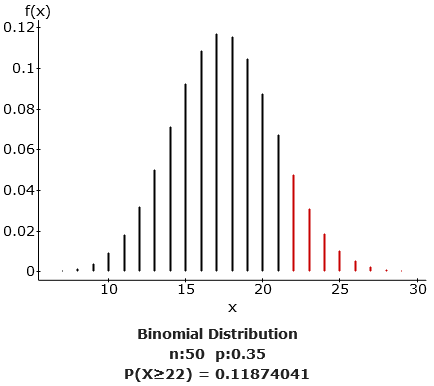 f(x)
0.12
0.1
0.08
0.06
0.04
0.02
0
10 15 20 25 30
x
Binomial Distribution
n:50 p:0.35
P(X≥22) = 0.11874041